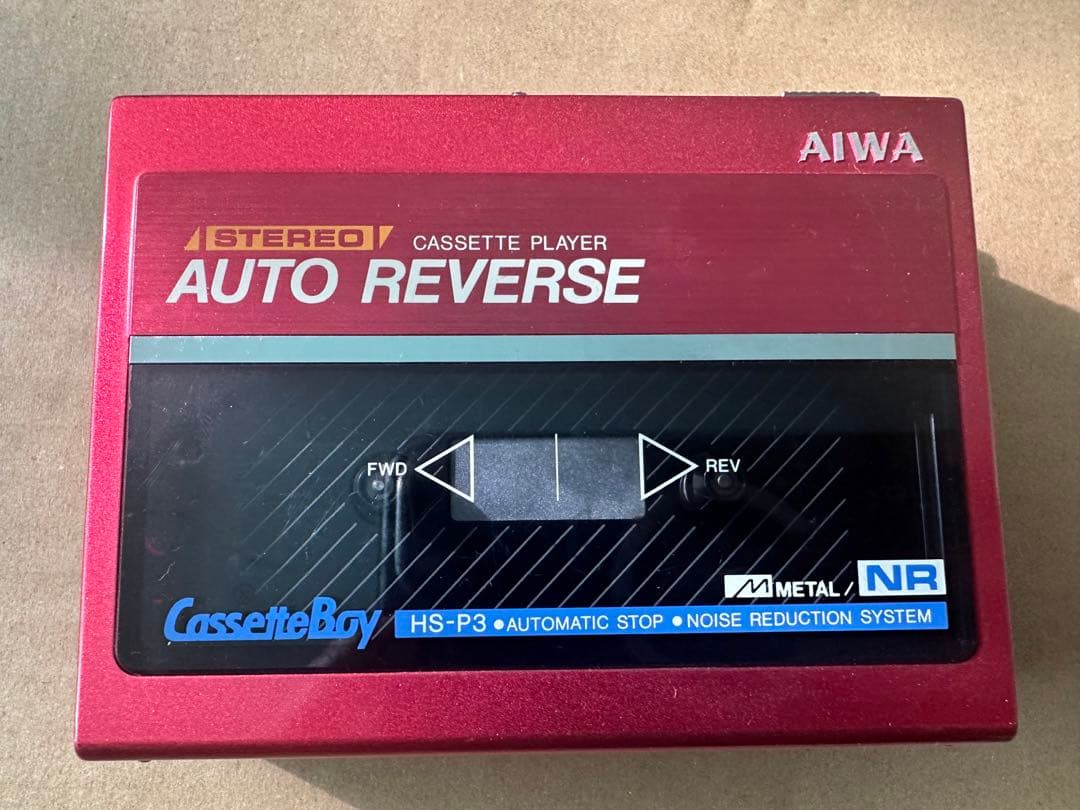 AIWA
STEREO CASSETTE PLAYER
AUTO REVERSE
FWD REV
METAL / NR
CassetteBoy HS-P3 ●AUTOMATIC STOP ●NOISE REDUCTION SYSTEM